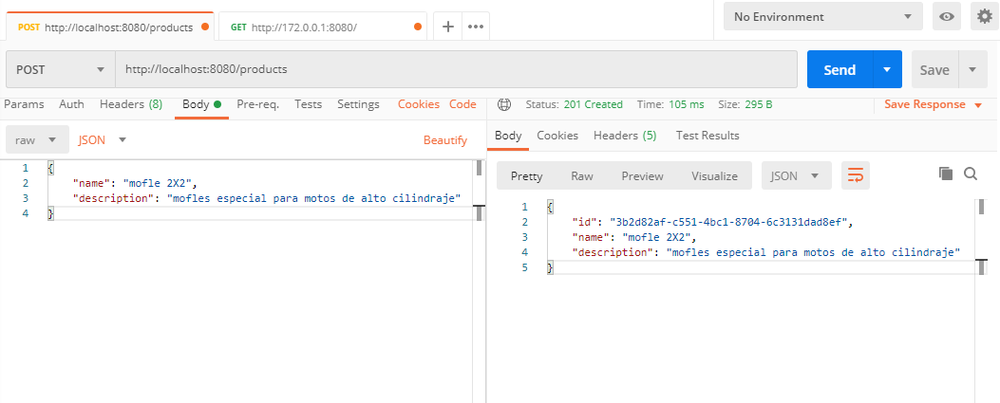 POST http://localhost:8080/products GET http://172.0.0.1:8080/ No Environment
POST http://localhost:8080/products Send Save
Params Auth Headers (8) Body Pre-req. Tests Settings Cookies Code
Status: 201 Created Time: 105 ms Size: 295 B Save Response
raw JSON Beautify
Body Cookies Headers (5) Test Results
Pretty Raw Preview Visualize JSON
1 {
2 "name": "mofle 2X2",
3 "description": "mofles especial para motos de alto cilindraje"
4 }
1 {
2 "id": "3b2d82af-c551-4bc1-8704-6c3131dad8ef",
3 "name": "mofle 2X2",
4 "description": "mofles especial para motos de alto cilindraje"
5 }